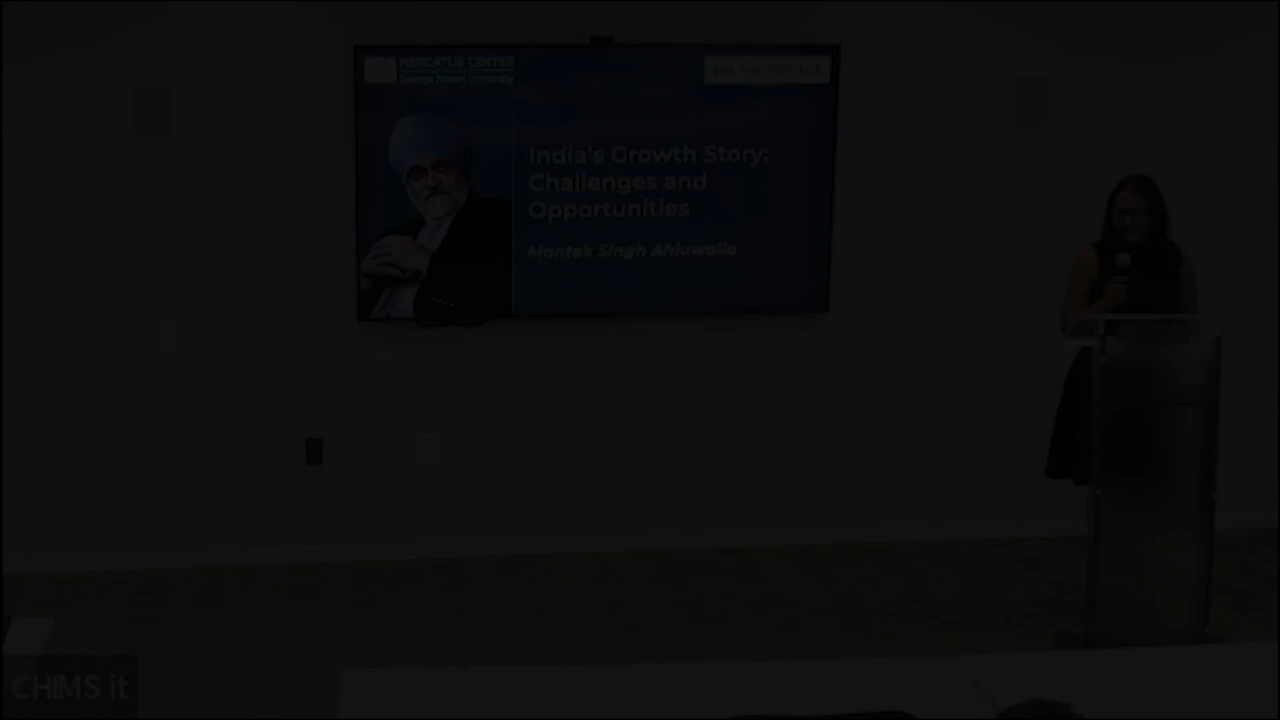 MERCATUS CENTER
George Mason University
India's Growth Story:
Challenges and
Opportunities
Montek Singh Ahluwalia
CHIMS it